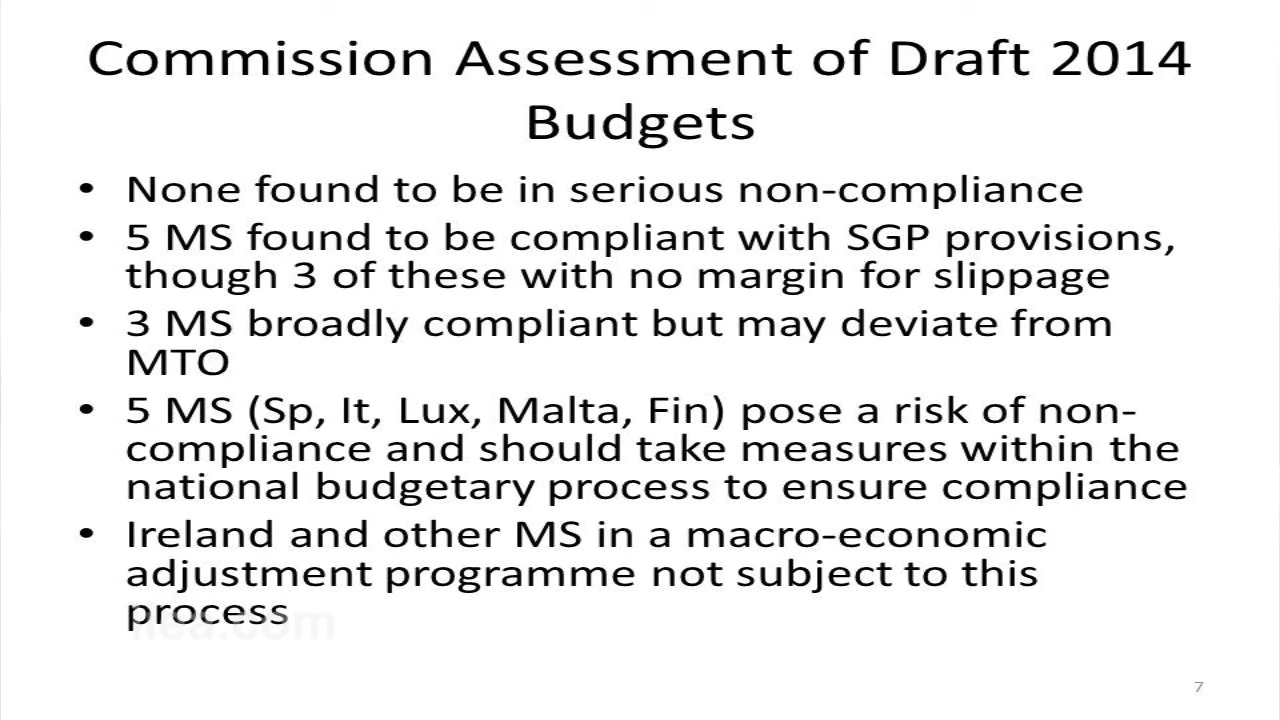 Commission Assessment of Draft 2014
Budgets
• None found to be in serious non-compliance
• 5 MS found to be compliant with SGP provisions,
though 3 of these with no margin for slippage
• 3 MS broadly compliant but may deviate from
MTO
• 5 MS (Sp, It, Lux, Malta, Fin) pose a risk of non-
compliance and should take measures within the
national budgetary process to ensure compliance
• Ireland and other MS in a macro-economic
adjustment programme not subject to this
process
7